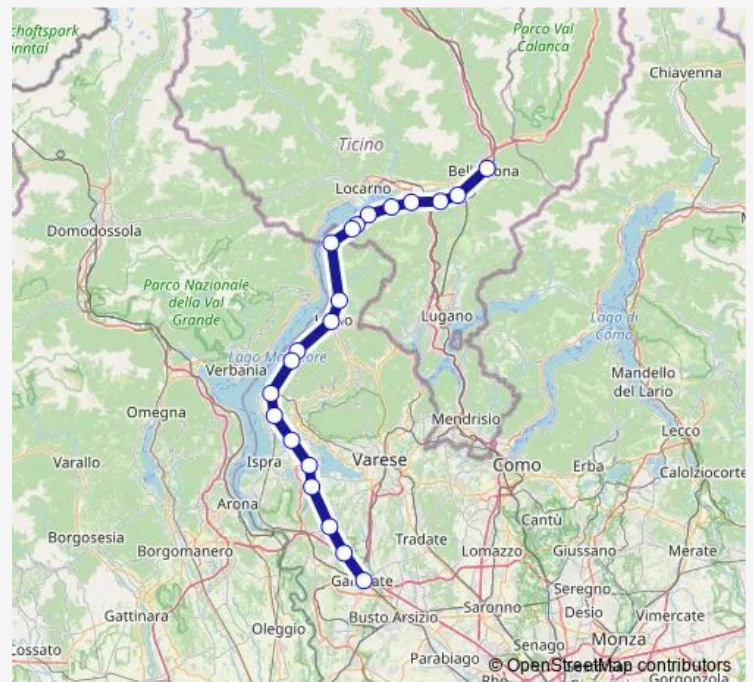 chaftspark
inntal
Parco Val
Calanca
Chiavenna
Ticino
Locarno
Domodossola
Parco Nazionale
della Val
Grande
Lugano
Lago di
Como
Verbania
Mandello
del Lario
Omegna
Mendrisio
Lecco
Varallo
Ispra
Varese
Como
Erba
Calolziocorte
Arona
Cantù
Borgosesia
Borgomanero
Tradate
Lomazzo
Giussano
Merate
Seregno
Gattinara
Oleggio
Busto Arsizio
Saronno
Desio
Vimercate
ossato
Senago
Monza
Parabiago
© OpenStreetMap contributors